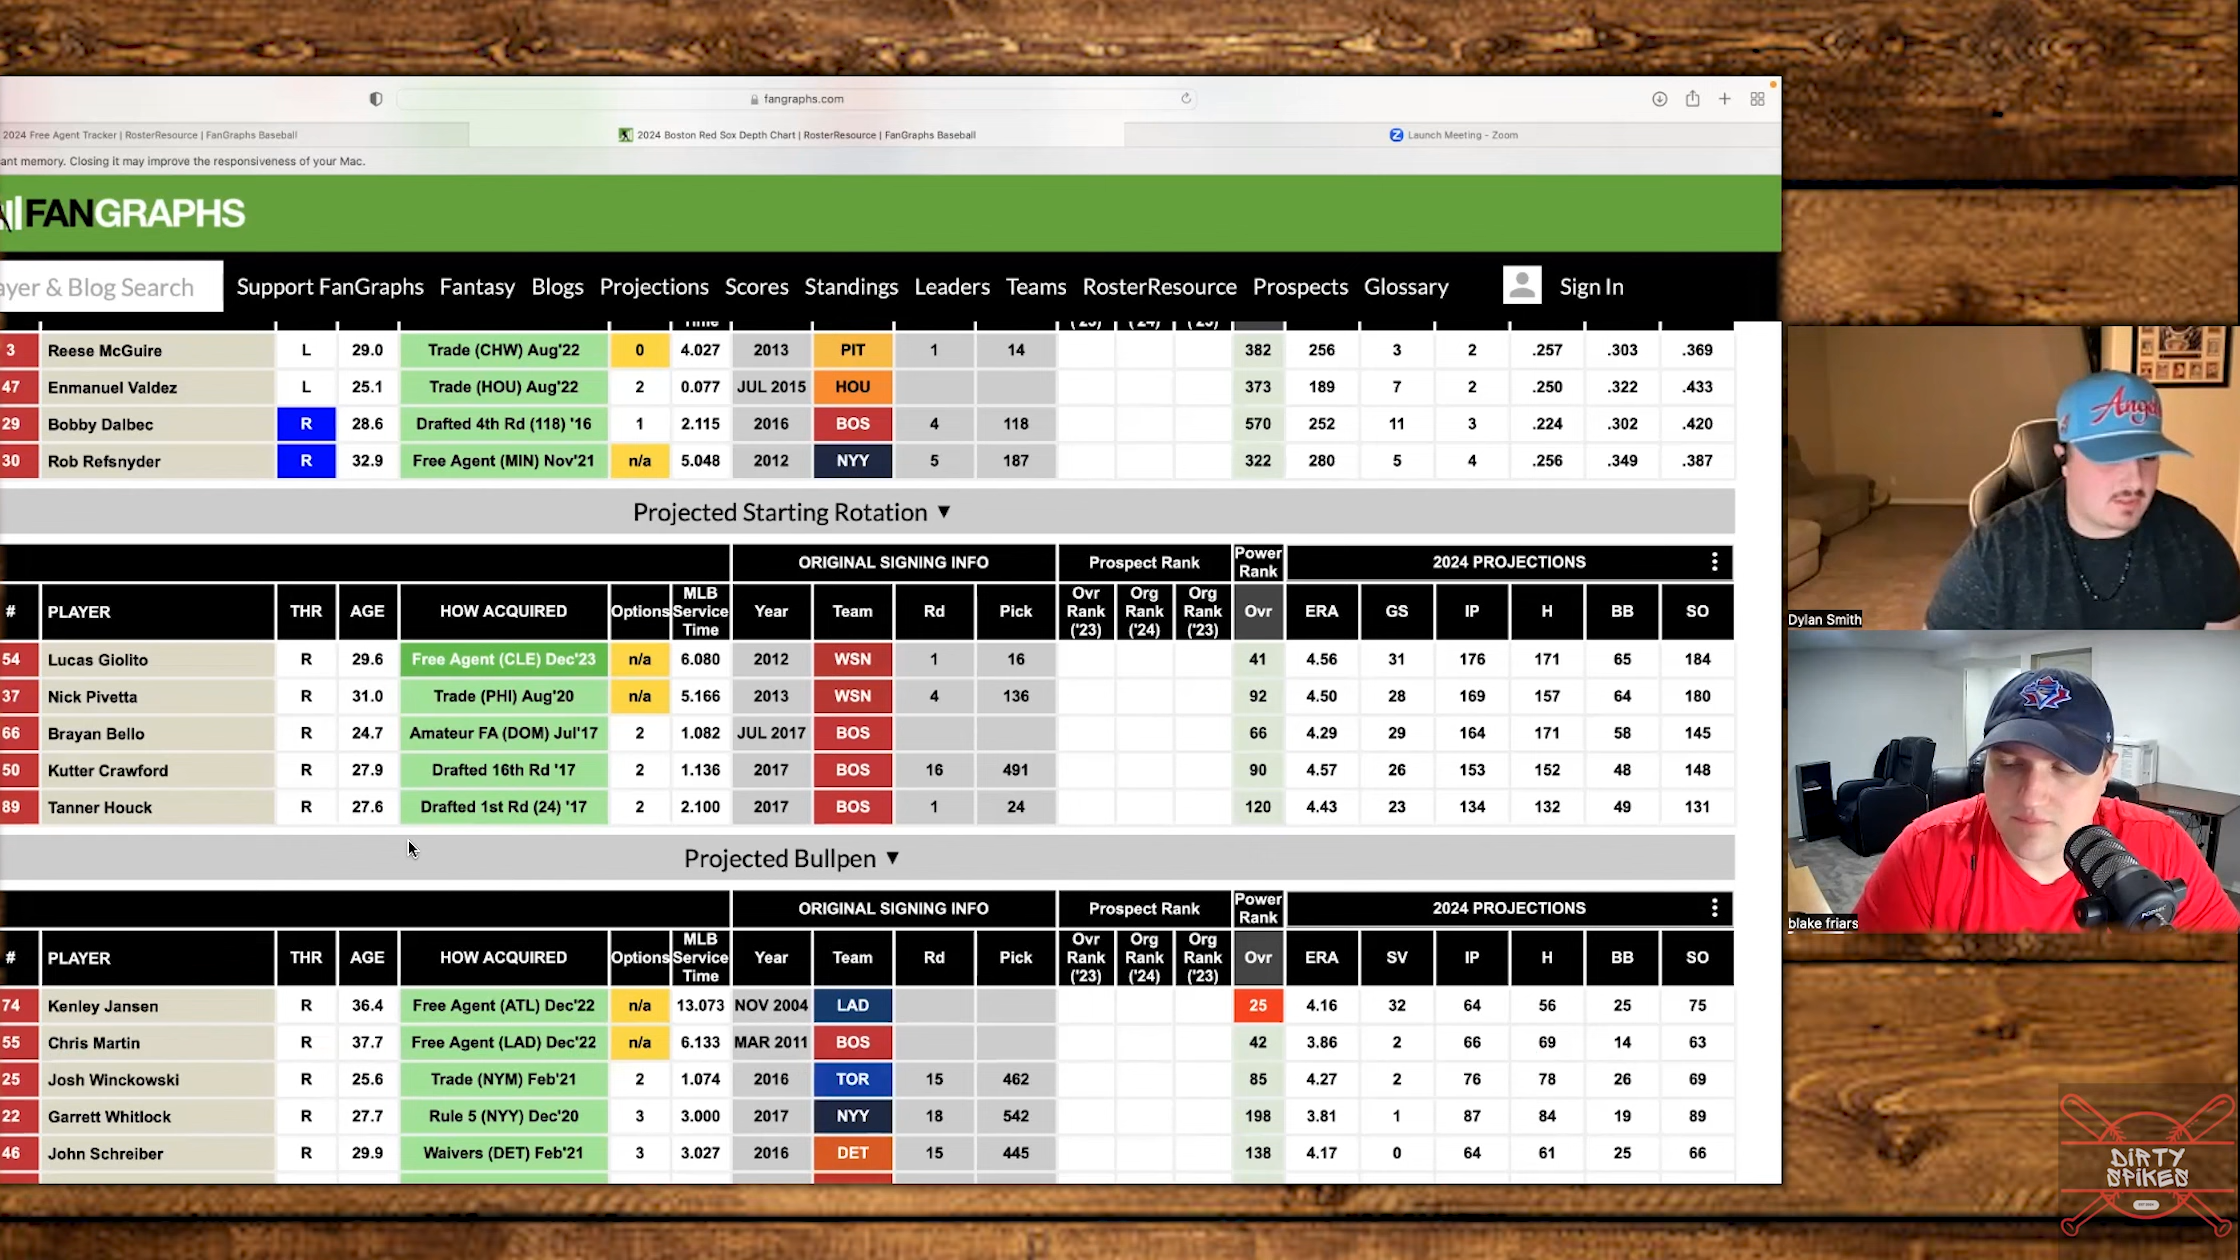 fangraphs.com
2024 Free Agent Tracker | RosterResource | FanGraphs Baseball
2024 Boston Red Sox Depth Chart | RosterResource | FanGraphs Baseball
Launch Meeting - Zoom
ant memory. Closing it may improve the responsiveness of your Mac.
FANGRAPHS
ayer & Blog Search Support FanGraphs Fantasy Blogs Projections Scores Standings Leaders Teams RosterResource Prospects Glossary Sign In
Time ('23) ('24) ('23)
3 Reese McGuire L 29.0 Trade (CHW) Aug'22 0 4.027 2013 PIT 1 14 382 256 3 2 .257 .303 .369
47 Enmanuel Valdez L 25.1 Trade (HOU) Aug'22 2 0.077 JUL 2015 HOU 373 189 7 2 .250 .322 .433
29 Bobby Dalbec R 28.6 Drafted 4th Rd (118) '16 1 2.115 2016 BOS 4 118 570 252 11 3 .224 .302 .420
30 Rob Refsnyder R 32.9 Free Agent (MIN) Nov'21 n/a 5.048 2012 NYY 5 187 322 280 5 4 .256 .349 .387
Projected Starting Rotation ▼
ORIGINAL SIGNING INFO Prospect Rank Power Rank 2024 PROJECTIONS
# PLAYER THR AGE HOW ACQUIRED Options MLB Service Time Year Team Rd Pick Ovr Rank ('23) Org Rank ('24) Org Rank ('23) Ovr ERA GS IP H BB SO
54 Lucas Giolito R 29.6 Free Agent (CLE) Dec'23 n/a 6.080 2012 WSN 1 16 41 4.56 31 176 171 65 184
37 Nick Pivetta R 31.0 Trade (PHI) Aug'20 n/a 5.166 2013 WSN 4 136 92 4.50 28 169 157 64 180
66 Brayan Bello R 24.7 Amateur FA (DOM) Jul'17 2 1.082 JUL 2017 BOS 66 4.29 29 164 171 58 145
50 Kutter Crawford R 27.9 Drafted 16th Rd '17 2 1.136 2017 BOS 16 491 90 4.57 26 153 152 48 148
89 Tanner Houck R 27.6 Drafted 1st Rd (24) '17 2 2.100 2017 BOS 1 24 120 4.43 23 134 132 49 131
Projected Bullpen ▼
ORIGINAL SIGNING INFO Prospect Rank Power Rank 2024 PROJECTIONS
# PLAYER THR AGE HOW ACQUIRED Options MLB Service Time Year Team Rd Pick Ovr Rank ('23) Org Rank ('24) Org Rank ('23) Ovr ERA SV IP H BB SO
74 Kenley Jansen R 36.4 Free Agent (ATL) Dec'22 n/a 13.073 NOV 2004 LAD 25 4.16 32 64 56 25 75
55 Chris Martin R 37.7 Free Agent (LAD) Dec'22 n/a 6.133 MAR 2011 BOS 42 3.86 2 66 69 14 63
25 Josh Winckowski R 25.6 Trade (NYM) Feb'21 2 1.074 2016 TOR 15 462 85 4.27 2 76 78 26 69
22 Garrett Whitlock R 27.7 Rule 5 (NYY) Dec'20 3 3.000 2017 NYY 18 542 198 3.81 1 87 84 19 89
46 John Schreiber R 29.9 Waivers (DET) Feb'21 3 3.027 2016 DET 15 445 138 4.17 0 64 61 25 66
Angels
Dylan Smith
blake friars
DIRTY
SPIKES